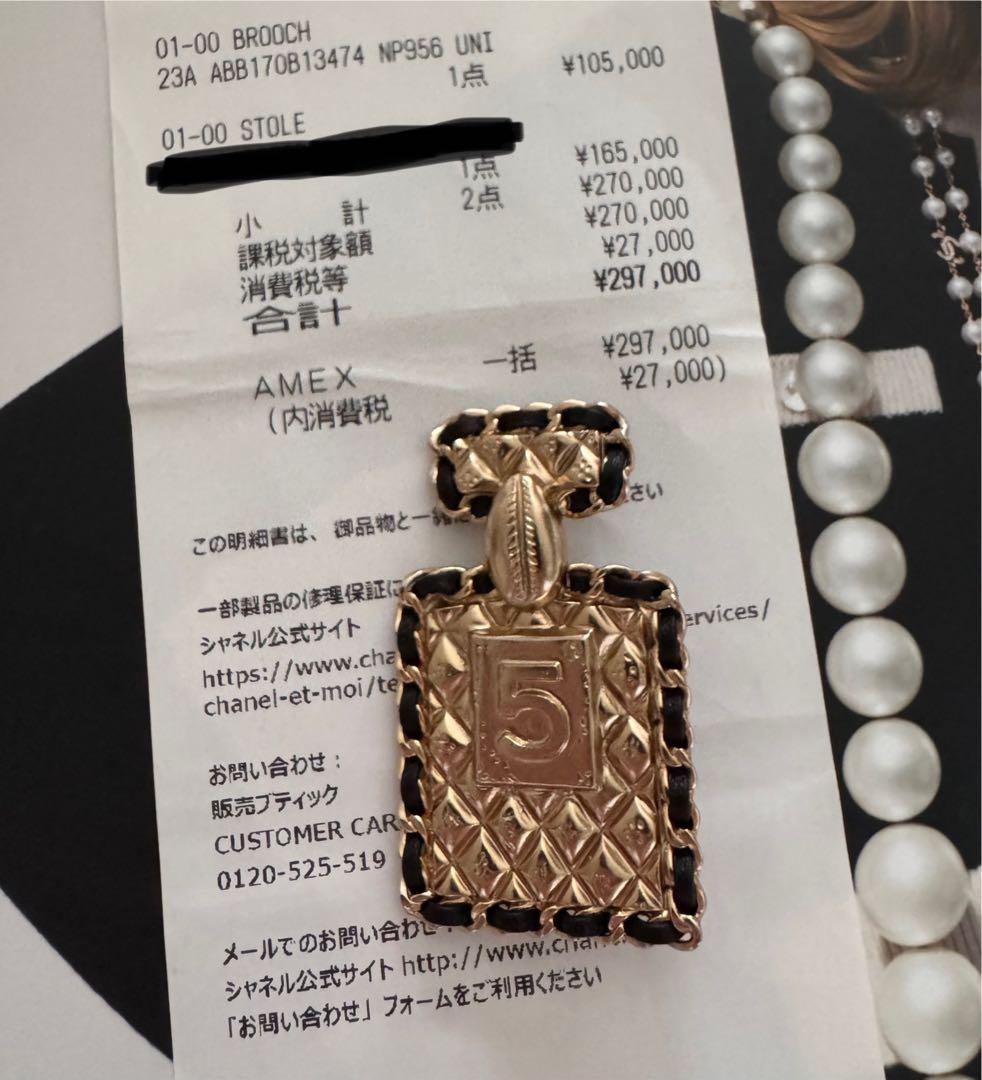 01-00 BROOCH
23A ABB170B13474 NP956 UNI
1点 ¥105,000
01-00 STOLE
1点 ¥165,000
小計 2点 ¥270,000
課税対象額 ¥270,000
消費税等 ¥27,000
合計 ¥297,000
AMEX 一括 ¥297,000
(内消費税 ¥27,000)
この明細書は、御品物と一緒 さい
一部製品の修理保証に
シャネル公式サイト
https://www.cha ervices/
chanel-et-moi/te
お問い合わせ：
販売ブティック
CUSTOMER CAR
0120-525-519
メールでのお問い合わせ：
シャネル公式サイト http://www.chanel
「お問い合わせ」フォームをご利用ください
5